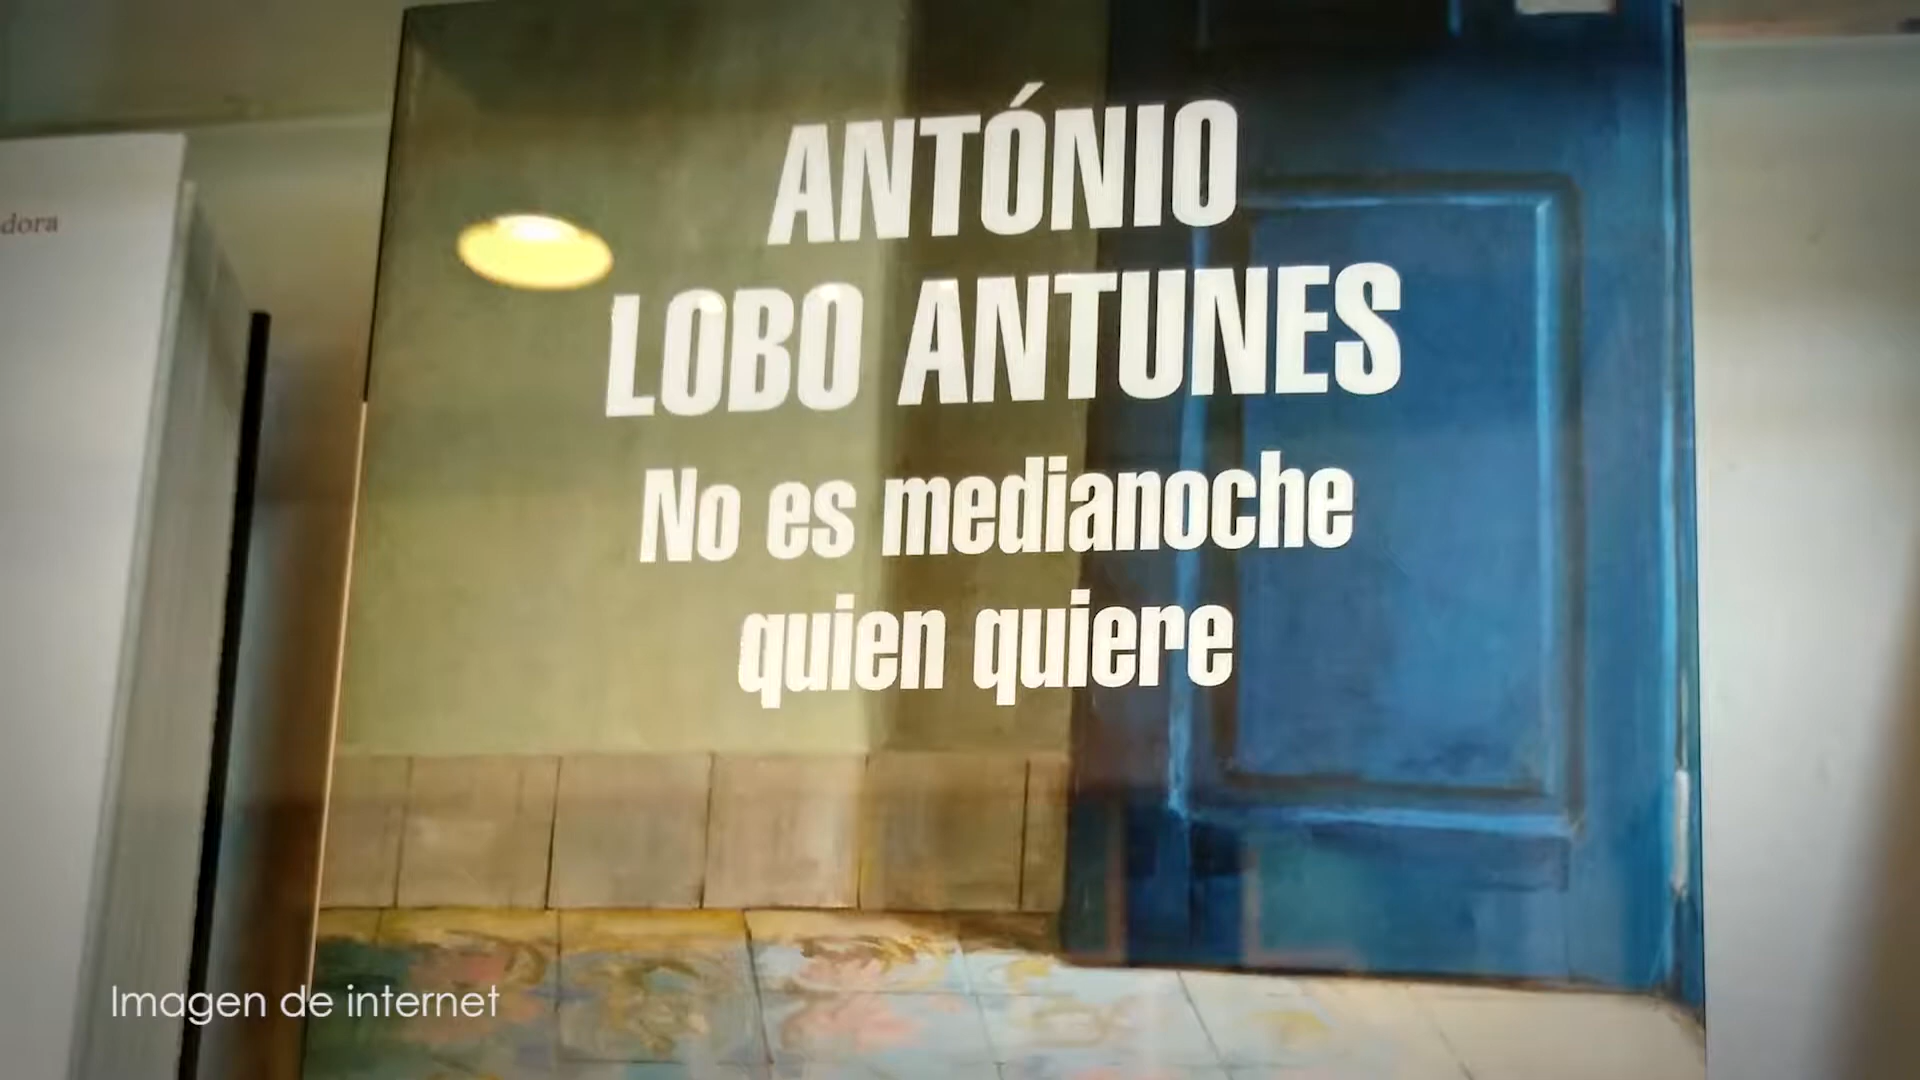 dora
ANTÓNIO
LOBO ANTUNES
No es medianoche
quien quiere
Imagen de internet